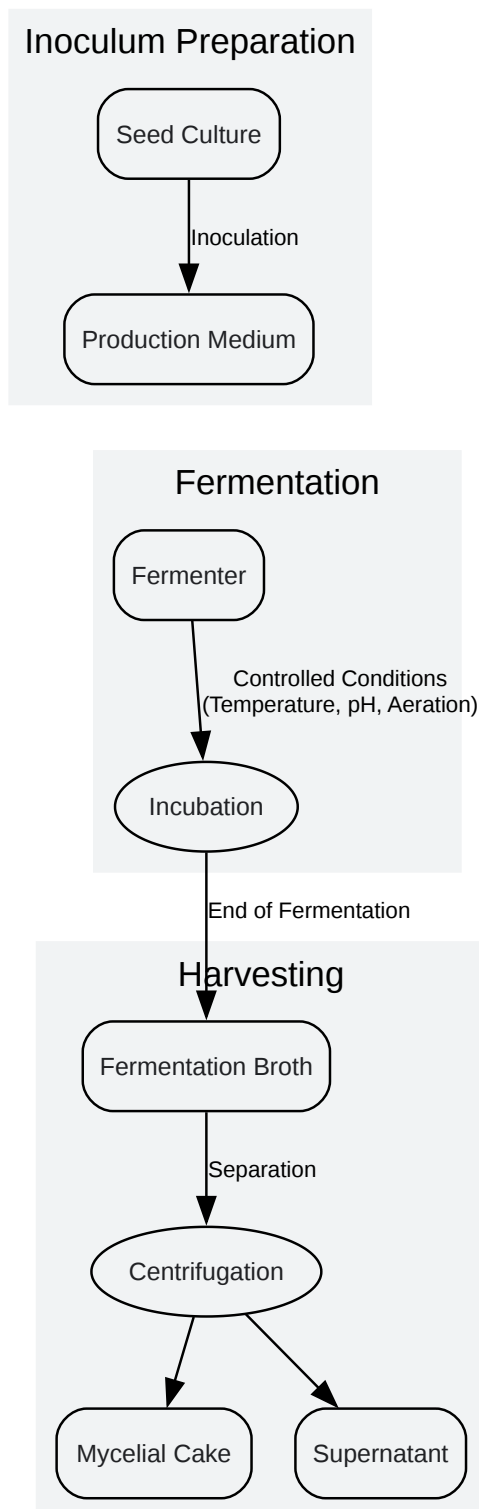 Inoculum Preparation
Seed Culture
Inoculation
Production Medium
Fermentation
Fermenter
Controlled Conditions
(Temperature, pH, Aeration)
Incubation
End of Fermentation
Harvesting
Fermentation Broth
Separation
Centrifugation
Mycelial Cake
Supernatant